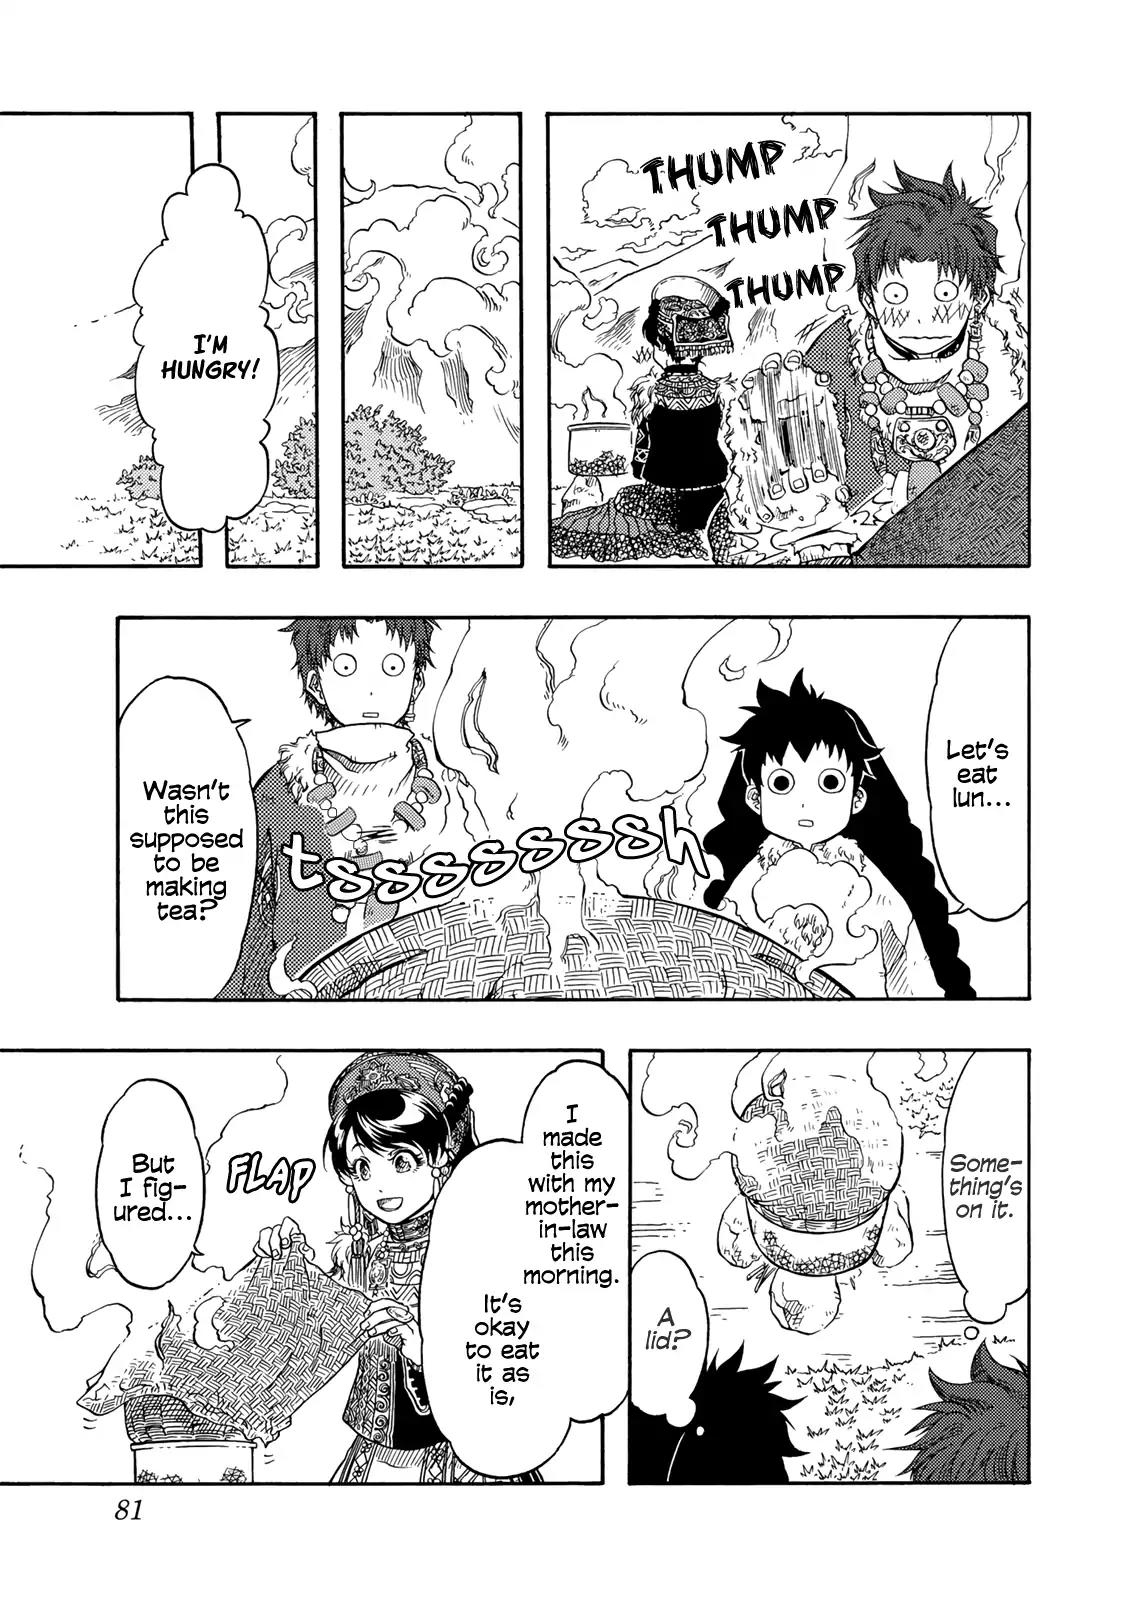 THUMP
THUMP
THUMP
I'M
HUNGRY!
Let's
eat
lun...
tssssssssh
Wasn't
this
supposed
to be
making
tea?
Some-
thing's
on it.
A
lid?
I
made
this
with my
mother-
in-law
this
morning.
It's
okay
to eat
it as
is,
FLAP
But
I fig-
ured...
81